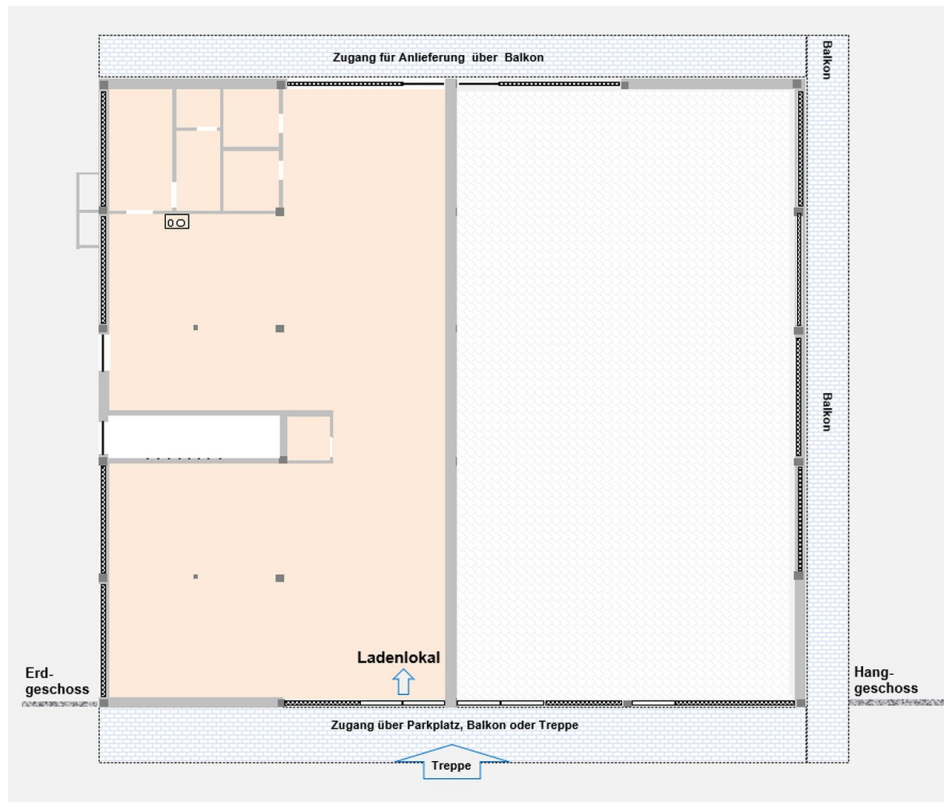 Zugang für Anlieferung über Balkon
Balkon
Balkon
Ladenlokal
Erd-
geschoss
Hang-
geschoss
Zugang über Parkplatz, Balkon oder Treppe
Treppe